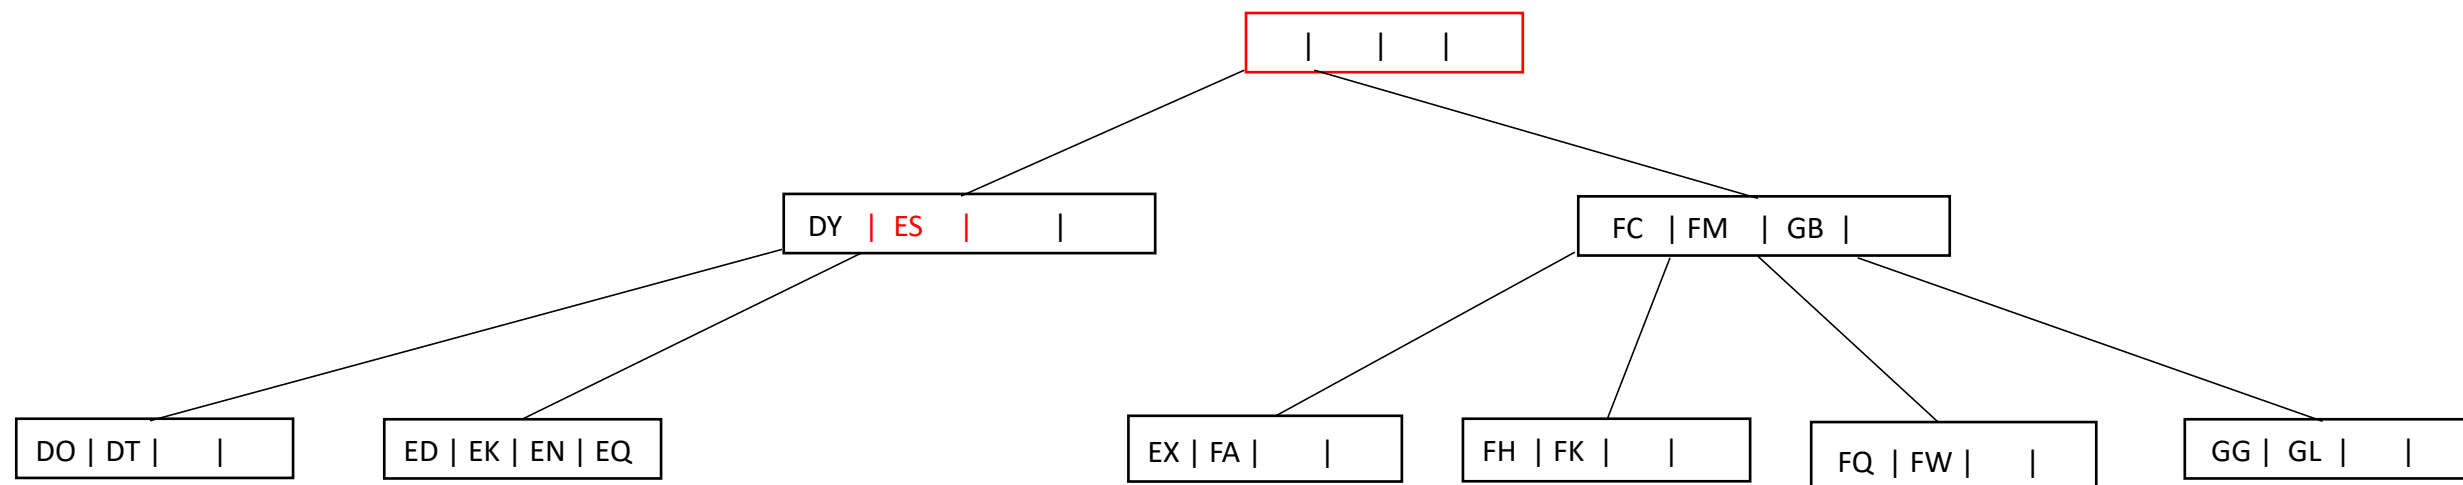 | | |
DY | ES | |
FC | FM | GB |
DO | DT | |
ED | EK | EN | EQ
EX | FA | |
FH | FK | |
FQ | FW | |
GG | GL | |